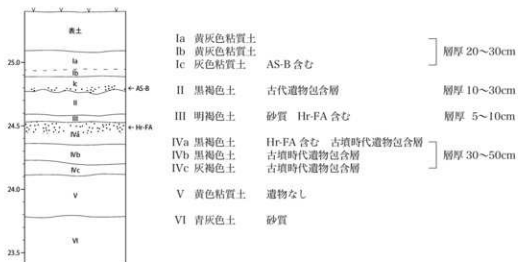 表土
Ia
Ib
Ic
II
III
IVa
IVb
IVc
V
VI
25.0
24.5
24.0
23.5
←AS-B
←Hr-FA
Ia 黄灰色粘質土
Ib 黄灰色粘質土
Ic 灰色粘質土 AS-B 含む
層厚 20〜30cm
II 黒褐色土 古代遺物包含層 層厚 10〜30cm
III 明褐色土 砂質 Hr-FA 含む 層厚 5〜10cm
IVa 黒褐色土 Hr-FA 含む 古墳時代遺物包含層
IVb 黒褐色土 古墳時代遺物包含層
IVc 灰褐色土 古墳時代遺物包含層
層厚 30〜50cm
V 黄色粘質土 遺物なし
VI 青灰色土 砂質